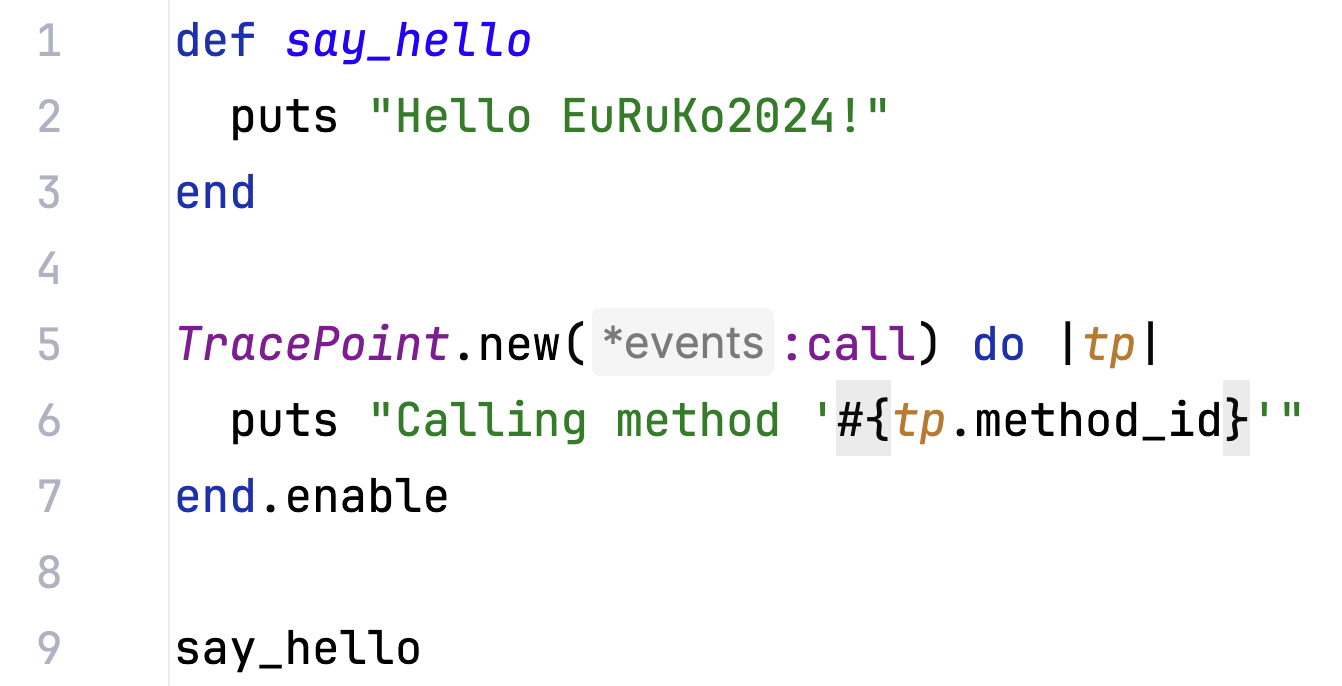 1 def say_hello
2   puts "Hello EuRuKo2024!"
3 end
4
5 TracePoint.new( *events :call) do |tp|
6   puts "Calling method '#{tp.method_id}'"
7 end.enable
8
9 say_hello